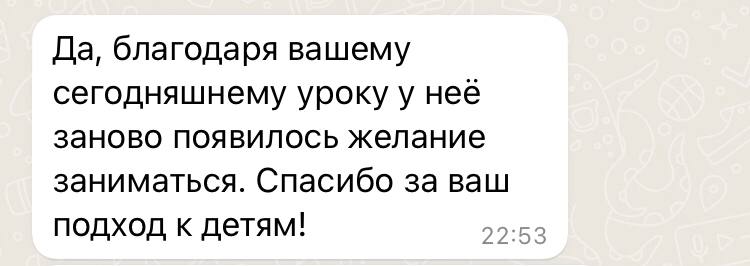 Да, благодаря вашему
сегодняшнему уроку у неё
заново появилось желание
заниматься. Спасибо за ваш
подход к детям!
22:53